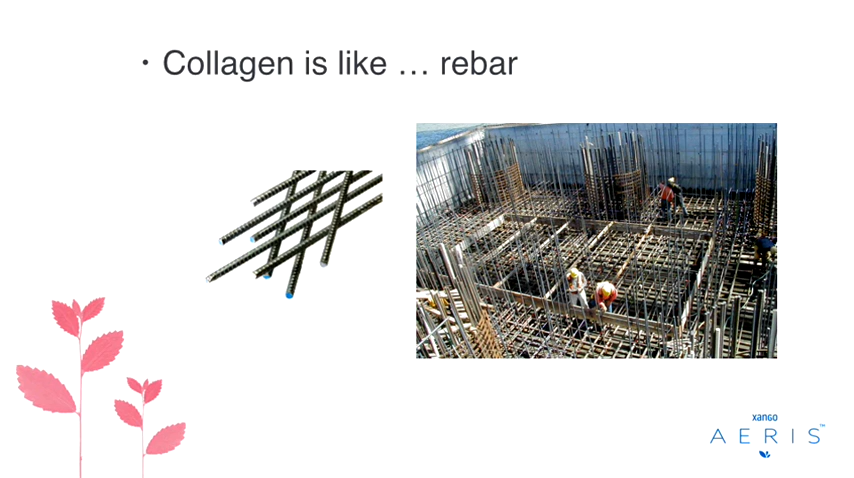 • Collagen is like … rebar
xango
AERIS™